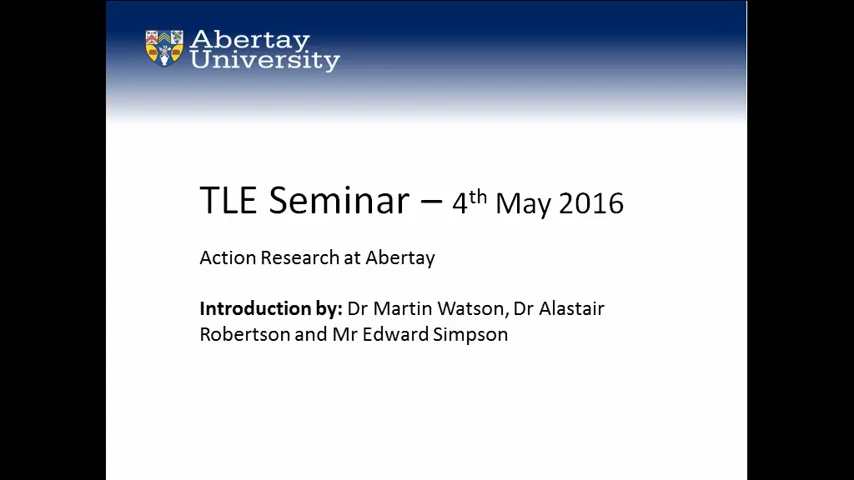 Abertay
University
TLE Seminar – 4th May 2016
Action Research at Abertay
Introduction by: Dr Martin Watson, Dr Alastair
Robertson and Mr Edward Simpson